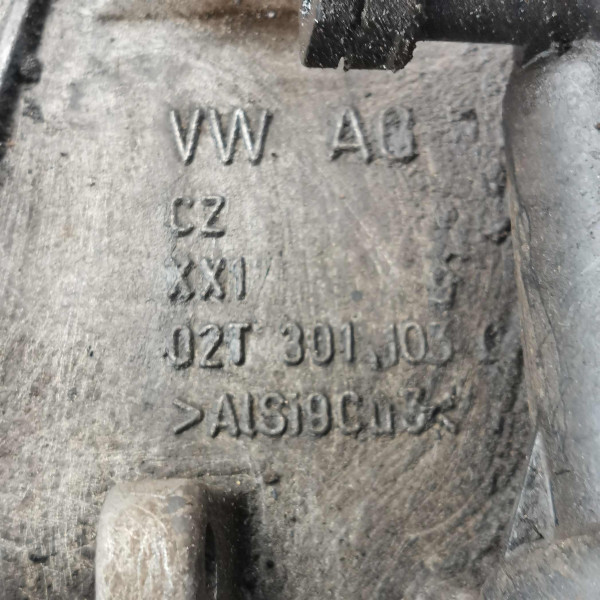 VW AG
CZ
XX1
02T 301 103
>AlSi9Cu3<